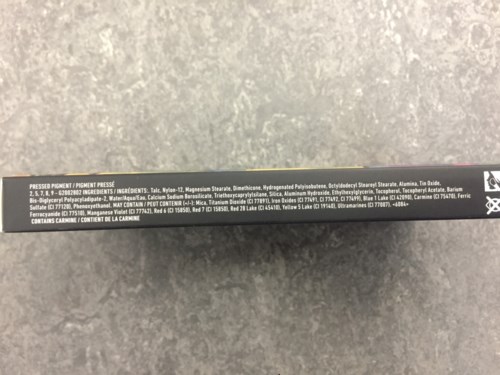 PRESSED PIGMENT / PIGMENT PRESSÉ
2, 5, 7, 8, 9 - G2002802 INGREDIENTS / INGRÉDIENTS: Talc, Nylon-12, Magnesium Stearate, Dimethicone, Hydrogenated Polyisobutene, Octyldodecyl Stearoyl Stearate, Alumina, Tin Oxide,
Bis-Diglyceryl Polyacyladipate-2, Water/Aqua/Eau, Calcium Sodium Borosilicate, Triethoxycaprylylsilane, Silica, Aluminum Hydroxide, Ethylhexylglycerin, Tocopherol, Tocopheryl Acetate, Barium
Sulfate (CI 77120), Phenoxyethanol. MAY CONTAIN / PEUT CONTENIR (+/-): Mica, Titanium Dioxide (CI 77891), Iron Oxides (CI 77491, CI 77492, CI 77499), Blue 1 Lake (CI 42090), Carmine (CI 75470), Ferric
Ferrocyanide (CI 77510), Manganese Violet (CI 77742), Red 6 (CI 15850), Red 7 (CI 15850), Red 28 Lake (CI 45410), Yellow 5 Lake (CI 19140), Ultramarines (CI 77007). <6086>
CONTAINS CARMINE / CONTIENT DE LA CARMINE